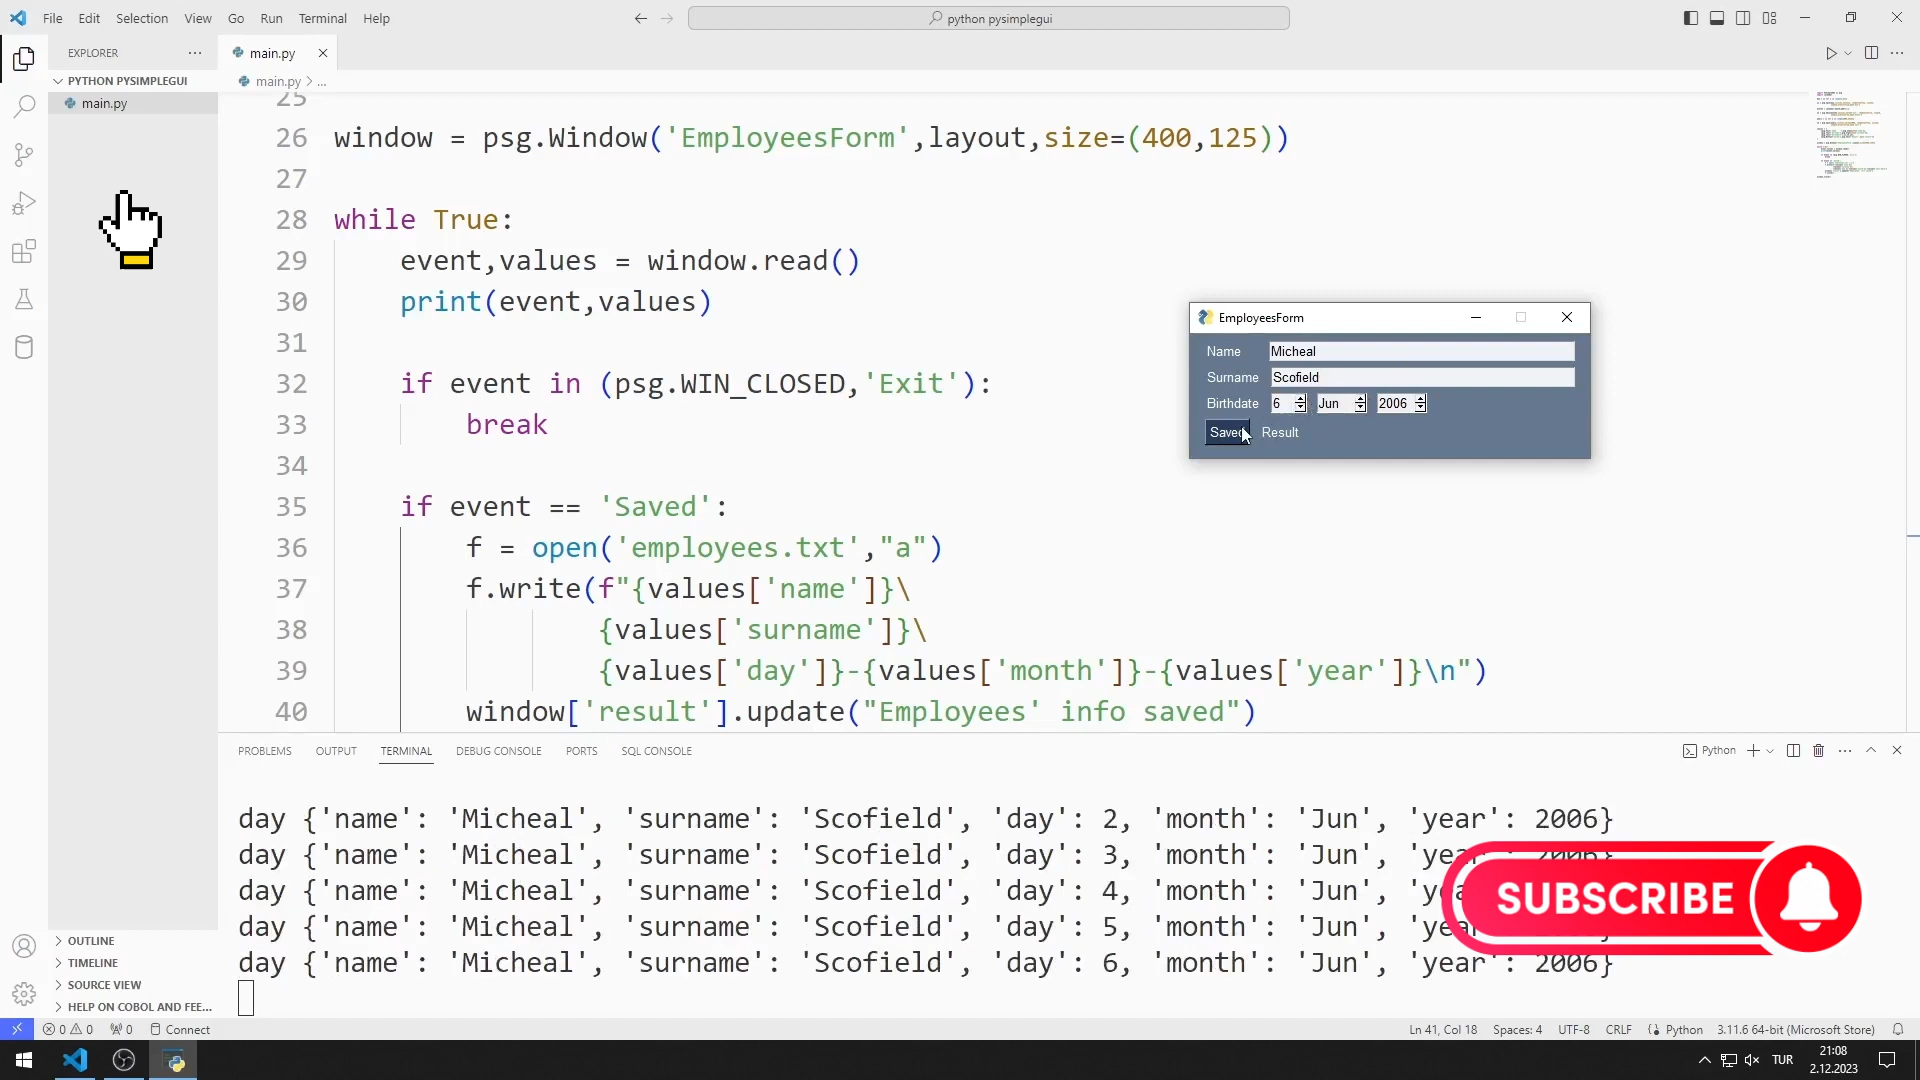 File Edit Selection View Go Run Terminal Help
python pysimplegui
EXPLORER
main.py
PYTHON PYSIMPLEGUI
main.py > ...
main.py
25
26 window = psg.Window('EmployeesForm',layout,size=(400,125))
27
28 while True:
29 event,values = window.read()
30 print(event,values)
31
32 if event in (psg.WIN_CLOSED,'Exit'):
33 break
34
35 if event == 'Saved':
36 f = open('employees.txt',"a")
37 f.write(f"{values['name']}\
38 {values['surname']}\
39 {values['day']}-{values['month']}-{values['year']}\n")
40 window['result'].update("Employees' info saved")
EmployeesForm
Name Micheal
Surname Scofield
Birthdate 6 Jun 2006
Saved Result
PROBLEMS OUTPUT TERMINAL DEBUG CONSOLE PORTS SQL CONSOLE
Python
day {'name': 'Micheal', 'surname': 'Scofield', 'day': 2, 'month': 'Jun', 'year': 2006}
day {'name': 'Micheal', 'surname': 'Scofield', 'day': 3, 'month': 'Jun', 'year': 2006}
day {'name': 'Micheal', 'surname': 'Scofield', 'day': 4, 'month': 'Jun',
day {'name': 'Micheal', 'surname': 'Scofield', 'day': 5, 'month': 'Jun',
day {'name': 'Micheal', 'surname': 'Scofield', 'day': 6, 'month': 'Jun', 'year': 2006}
SUBSCRIBE
OUTLINE
TIMELINE
SOURCE VIEW
HELP ON COBOL AND FEE...
0 0 0 Connect
Ln 41, Col 18 Spaces: 4 UTF-8 CRLF Python 3.11.6 64-bit (Microsoft Store)
TUR
21:08
2.12.2023